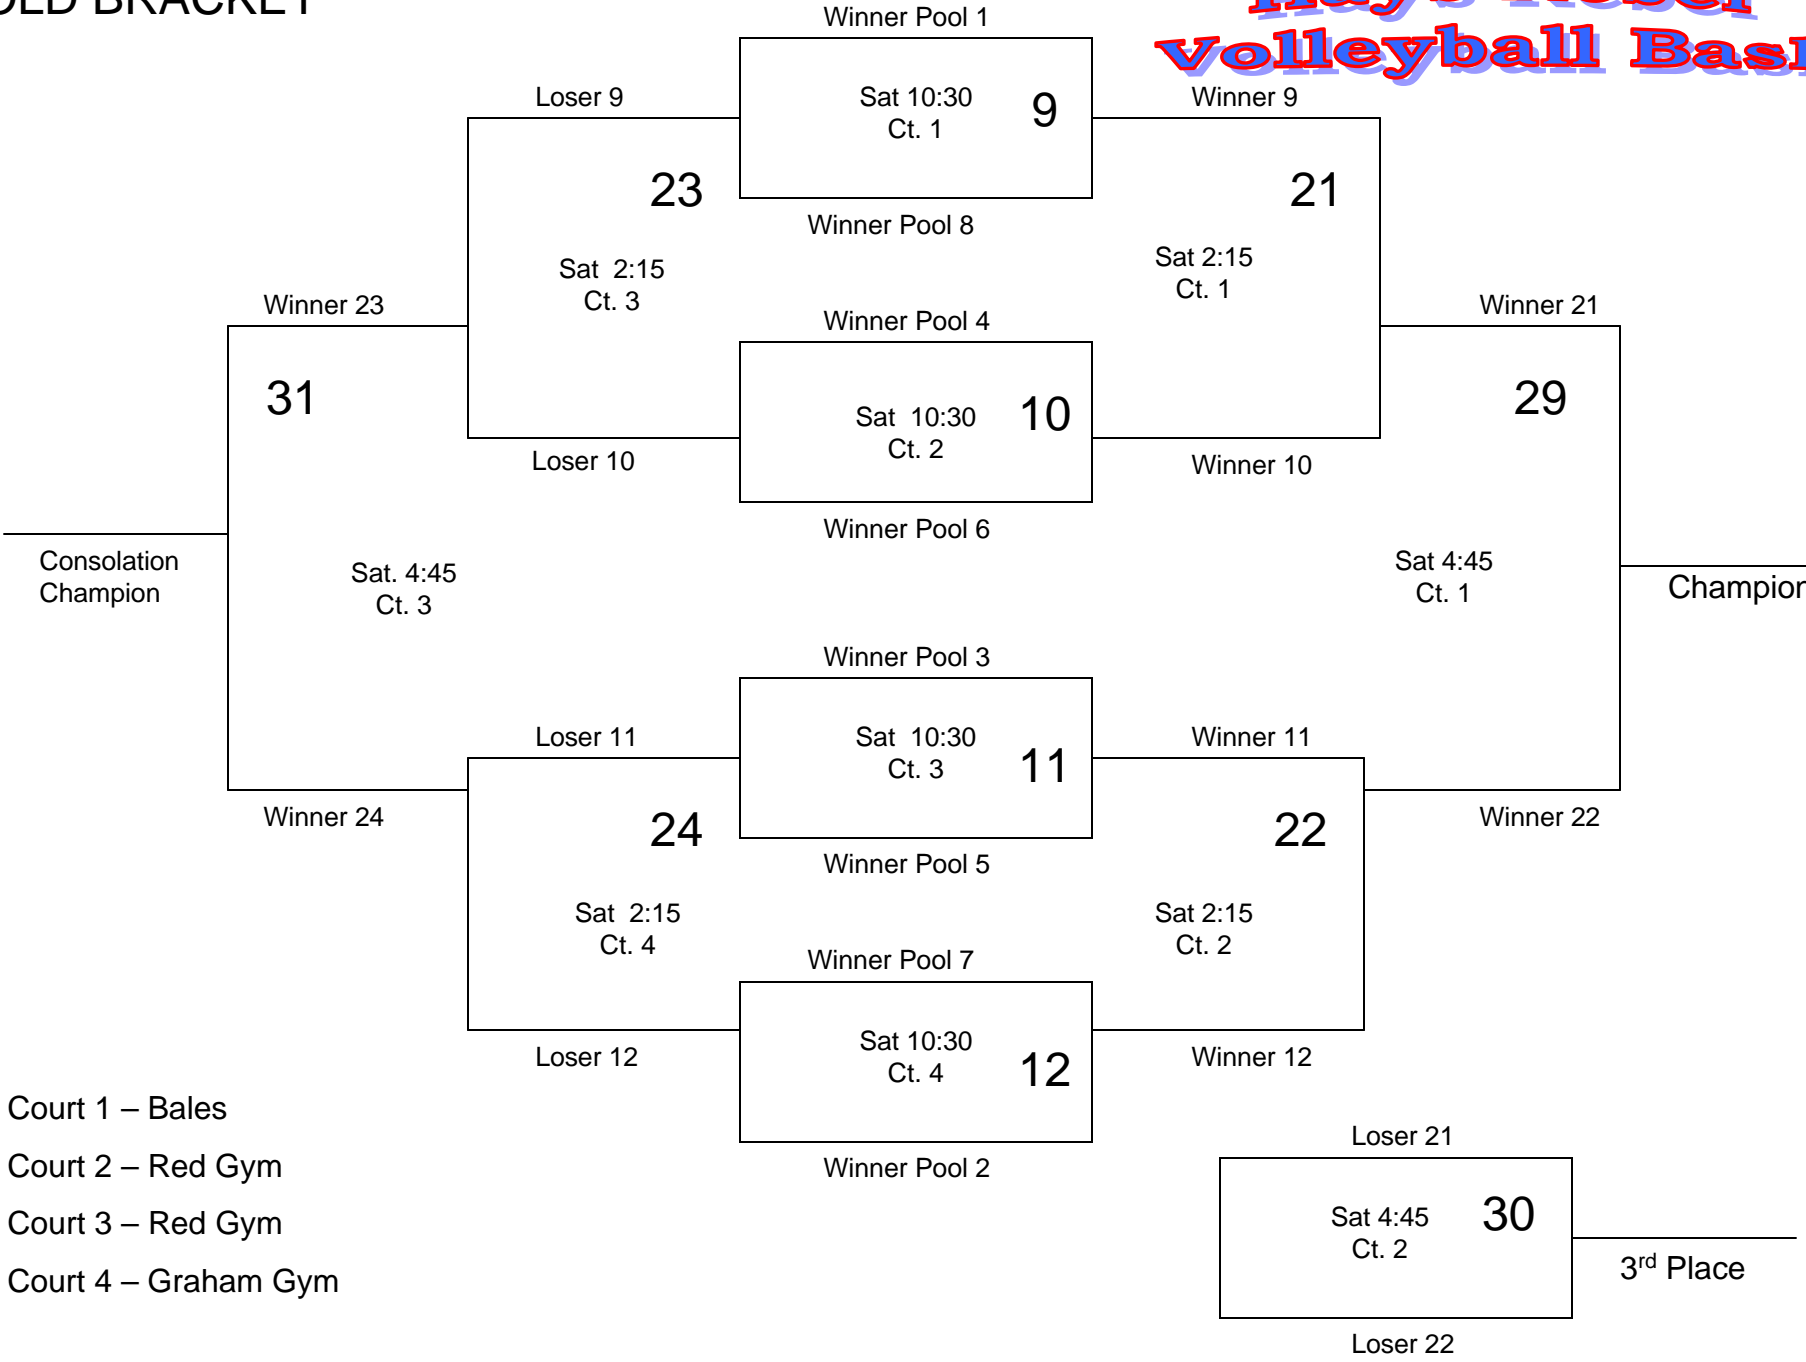 BRACKET
Volleyball
Winner Pool 1
Loser 9
Sat 10:30
Ct. 1
9
Winner 9
23
Winner Pool 8
21
Sat 2:15
Ct. 3
Sat 2:15
Ct. 1
Winner 23
Winner Pool 4
Winner 21
31
Sat 10:30
Ct. 2
10
29
Loser 10
Winner 10
Winner Pool 6
Consolation
Champion
Sat. 4:45
Ct. 3
Sat 4:45
Ct. 1
Champion
Winner Pool 3
Loser 11
Sat 10:30
Ct. 3
11
Winner 11
Winner 24
24
Winner Pool 5
22
Winner 22
Sat 2:15
Ct. 4
Sat 2:15
Ct. 2
Winner Pool 7
Loser 12
Sat 10:30
Ct. 4
12
Winner 12
Winner Pool 2
Court 1 – Bales
Court 2 – Red Gym
Court 3 – Red Gym
Court 4 – Graham Gym
Loser 21
Sat 4:45
Ct. 2
30
3rd Place
Loser 22